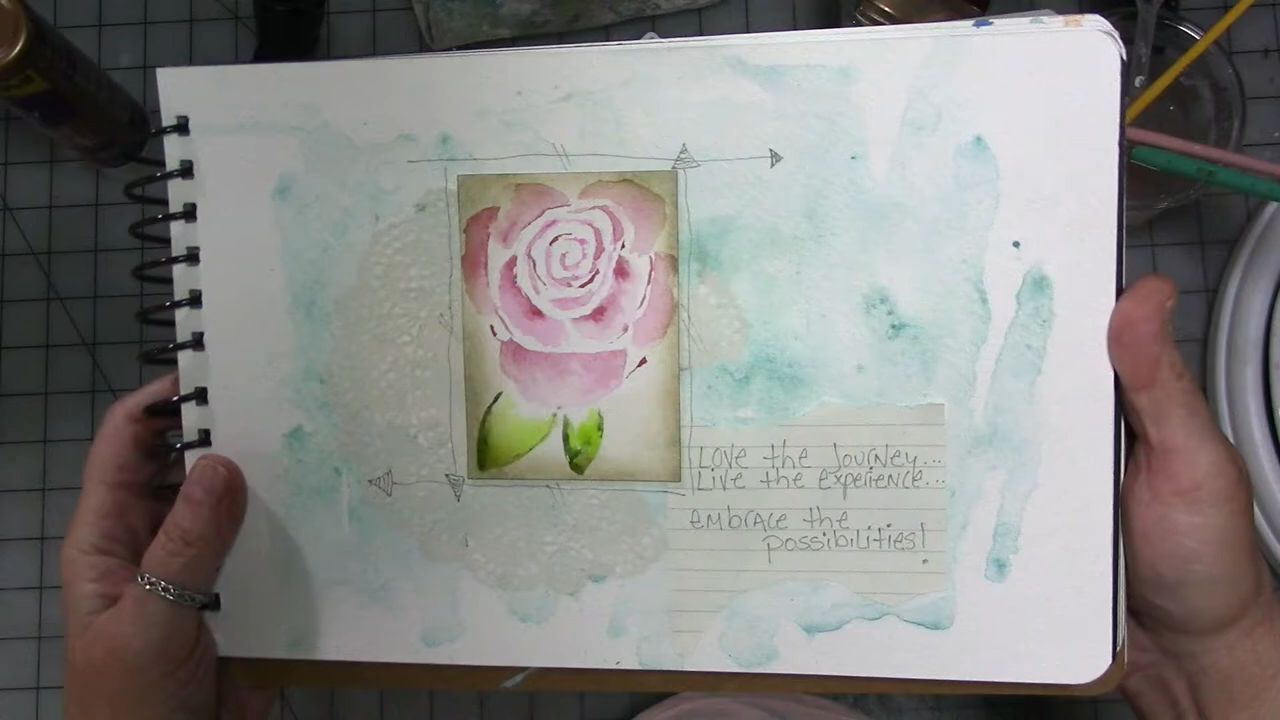 Love the Journey...
Live the experience...
embrace the
possibilities!